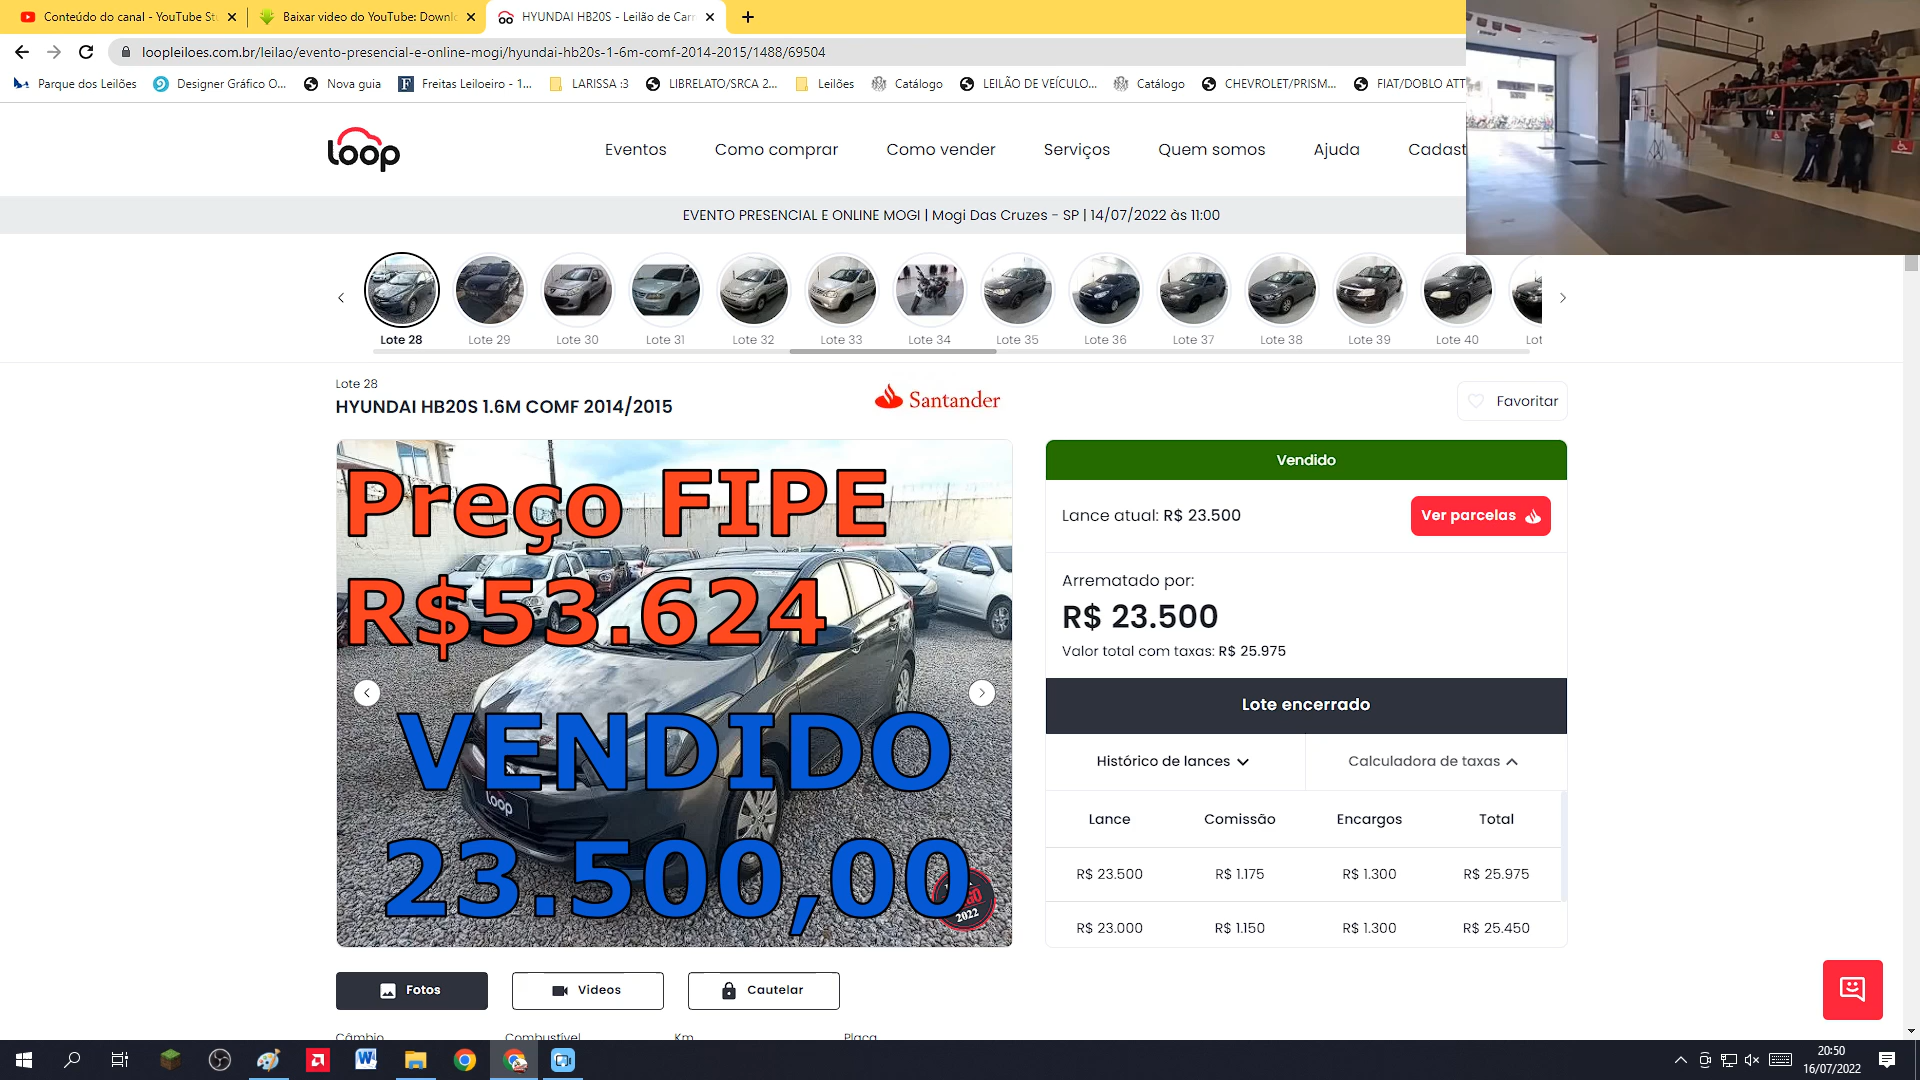 Conteúdo do canal - YouTube Stu
Baixar video do YouTube: Downlo
HYUNDAI HB20S - Leilão de Carr
loopleiloes.com.br/leilao/evento-presencial-e-online-mogi/hyundai-hb20s-1-6m-comf-2014-2015/1488/69504
Parque dos Leilões
Designer Gráfico O...
Nova guia
Freitas Leiloeiro - 1...
LARISSA :3
LIBRELATO/SRCA 2...
Leilões
Catálogo
LEILÃO DE VEÍCULO...
Catálogo
CHEVROLET/PRISM...
FIAT/DOBLO ATT
loop
Eventos
Como comprar
Como vender
Serviços
Quem somos
Ajuda
Cadast
EVENTO PRESENCIAL E ONLINE MOGI | Mogi Das Cruzes - SP | 14/07/2022 às 11:00
Lote 28
Lote 29
Lote 30
Lote 31
Lote 32
Lote 33
Lote 34
Lote 35
Lote 36
Lote 37
Lote 38
Lote 39
Lote 40
Lot
Lote 28
HYUNDAI HB20S 1.6M COMF 2014/2015
Santander
Favoritar
Preço FIPE
R$53.624
VENDIDO
23.500,00
loop
2022
Vendido
Lance atual: R$ 23.500
Ver parcelas
Arrematado por:
R$ 23.500
Valor total com taxas: R$ 25.975
Lote encerrado
Histórico de lances
Calculadora de taxas
Lance Comissão Encargos Total
R$ 23.500 R$ 1.175 R$ 1.300 R$ 25.975
R$ 23.000 R$ 1.150 R$ 1.300 R$ 25.450
Fotos
Videos
Cautelar
Câmbio
Combustível
Km
Placa
20:50
16/07/2022